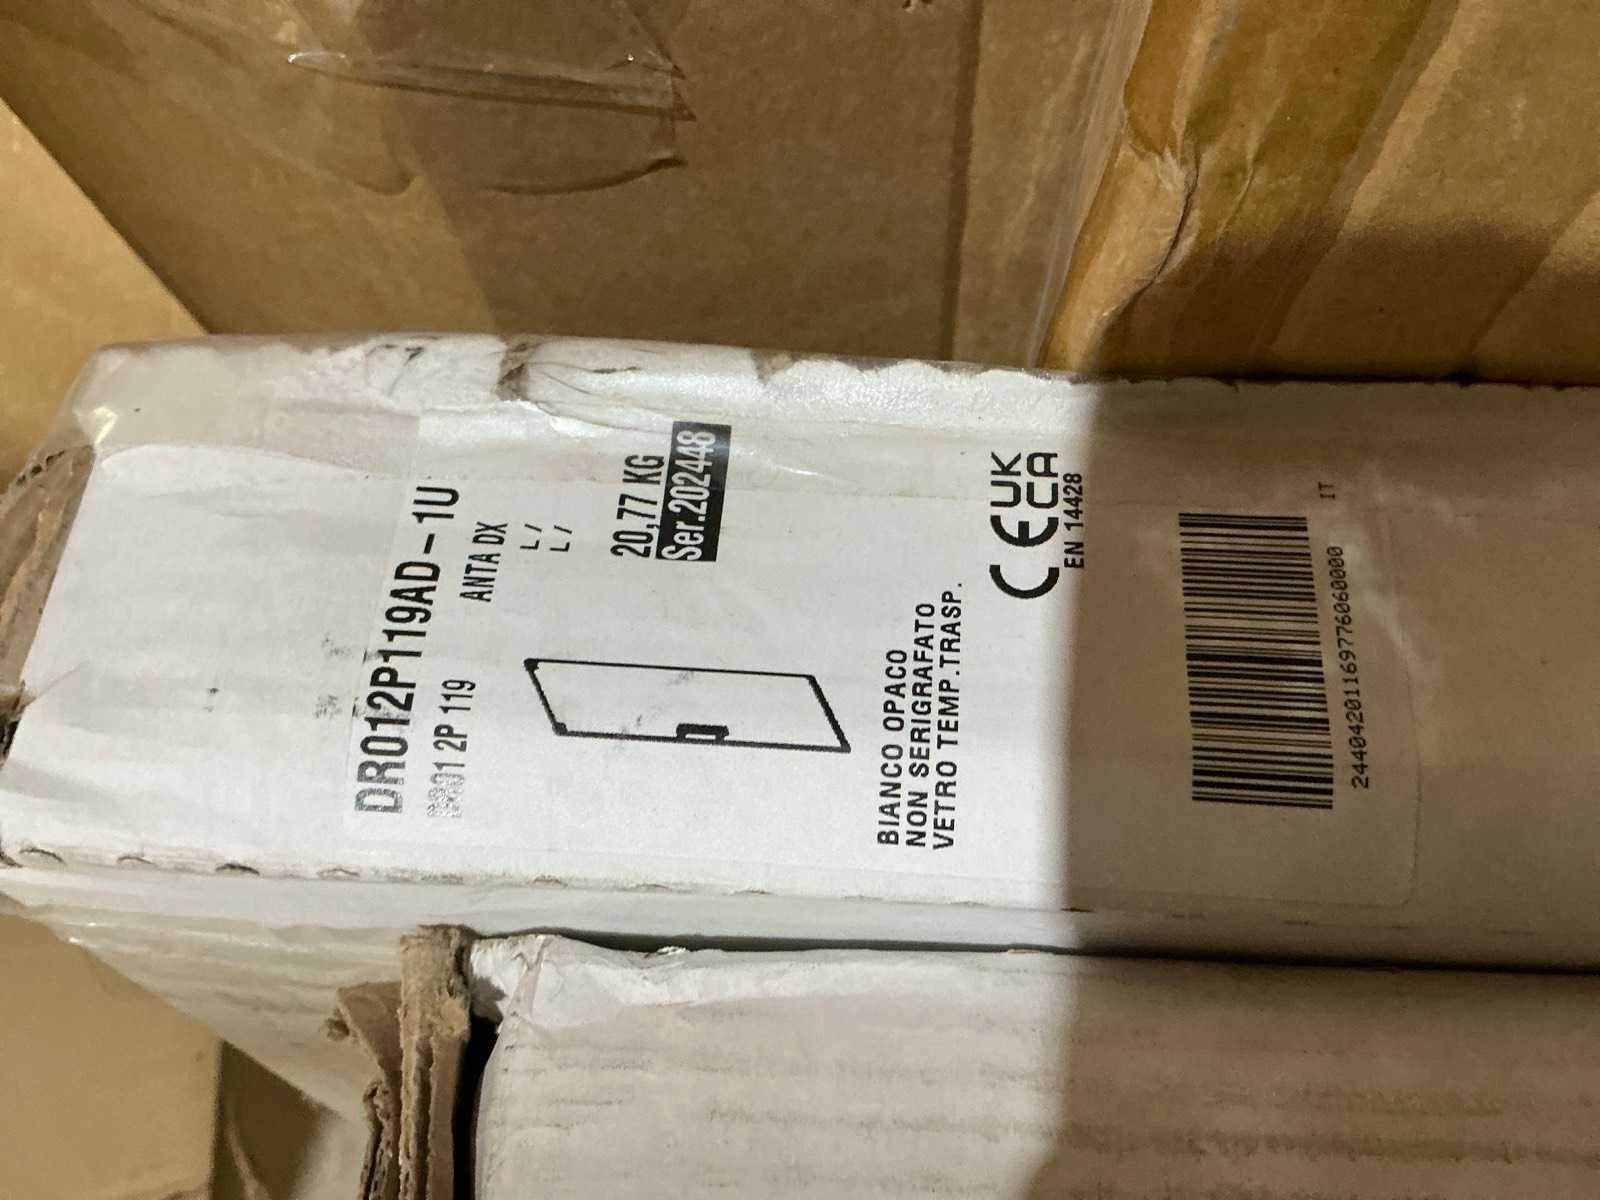 DR012P119AD-1U
DR01 2P 119
ANTA DX
L/
L/
20,77 KG
Ser.202448
BIANCO OPACO
NON SERIGRAFATO
VETRO TEMP.TRASP.
CE UK CA
EN 14428
IT
24404201169776060000